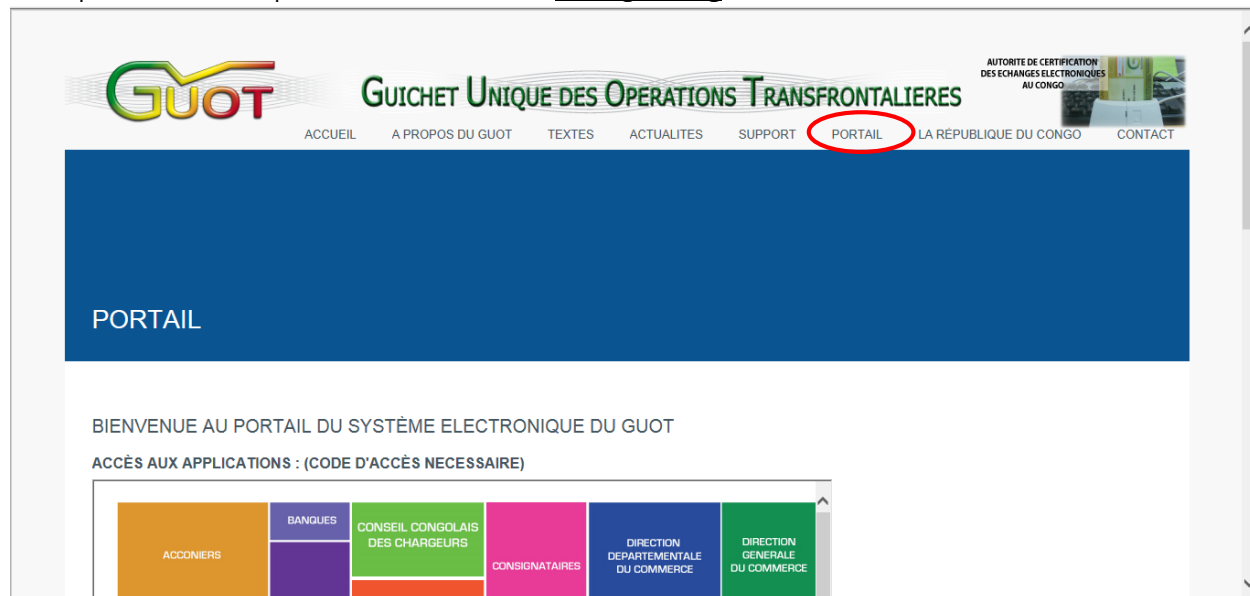 GUOT
GUICHET UNIQUE DES OPERATIONS TRANSFRONTALIERES
AUTORITE DE CERTIFICATION
DES ECHANGES ELECTRONIQUES
AU CONGO
ACCUEIL A PROPOS DU GUOT TEXTES ACTUALITES SUPPORT PORTAIL LA RÉPUBLIQUE DU CONGO CONTACT
PORTAIL
BIENVENUE AU PORTAIL DU SYSTÈME ELECTRONIQUE DU GUOT
ACCÈS AUX APPLICATIONS : (CODE D'ACCÈS NECESSAIRE)
ACCONIERS
BANQUES
CONSEIL CONGOLAIS
DES CHARGEURS
CONSIGNATAIRES
DIRECTION
DEPARTEMENTALE
DU COMMERCE
DIRECTION
GENERALE
DU COMMERCE